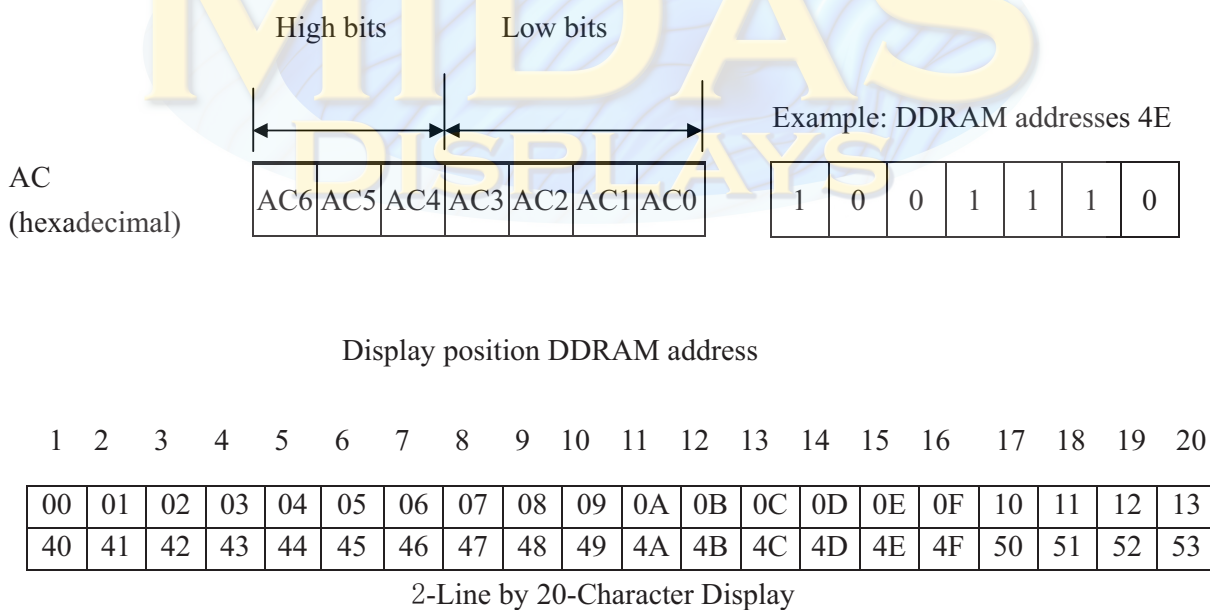 MIDAS
DISPLAYS
High bits Low bits
Example: DDRAM addresses 4E
AC
(hexadecimal)
AC6 AC5 AC4 AC3 AC2 AC1 AC0 1 0 0 1 1 1 0
Display position DDRAM address
1 2 3 4 5 6 7 8 9 10 11 12 13 14 15 16 17 18 19 20
00 01 02 03 04 05 06 07 08 09 0A 0B 0C 0D 0E 0F 10 11 12 13
40 41 42 43 44 45 46 47 48 49 4A 4B 4C 4D 4E 4F 50 51 52 53
2-Line by 20-Character Display